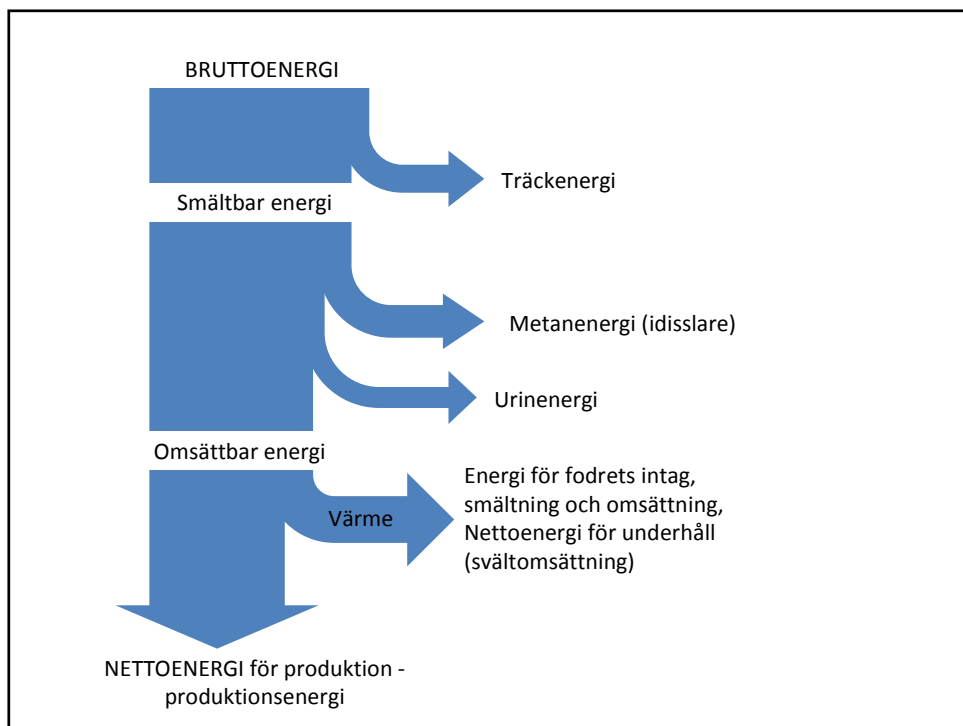 BRUTTOENERGI
Träckenergi
Smältbar energi
Metanenergi (idisslare)
Urinenergi
Omsättbar energi
Värme
Energi för fodrets intag,
smältning och omsättning,
Nettoenergi för underhåll
(svältomsättning)
NETTOENERGI för produktion -
produktionsenergi